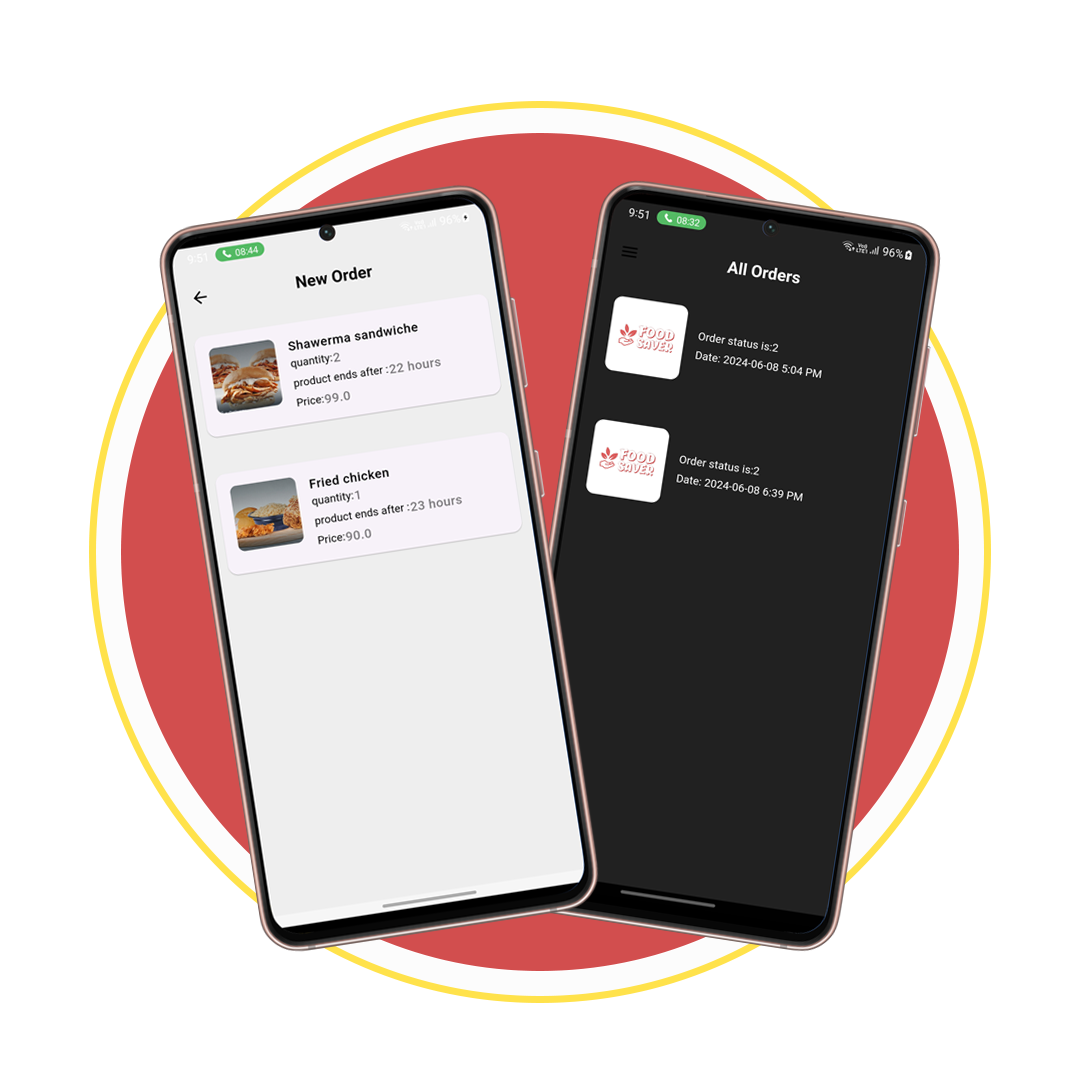 9:51 08:44 96%
New Order
Shawerma sandwiche
quantity:2
product ends after :22 hours
Price:99.0
Fried chicken
quantity:1
product ends after :23 hours
Price:90.0
9:51 08:32 Vo) LTE1 96%
All Orders
FOOD
SAVER
Order status is:2
Date: 2024-06-08 5:04 PM
FOOD
SAVER
Order status is:2
Date: 2024-06-08 6:39 PM